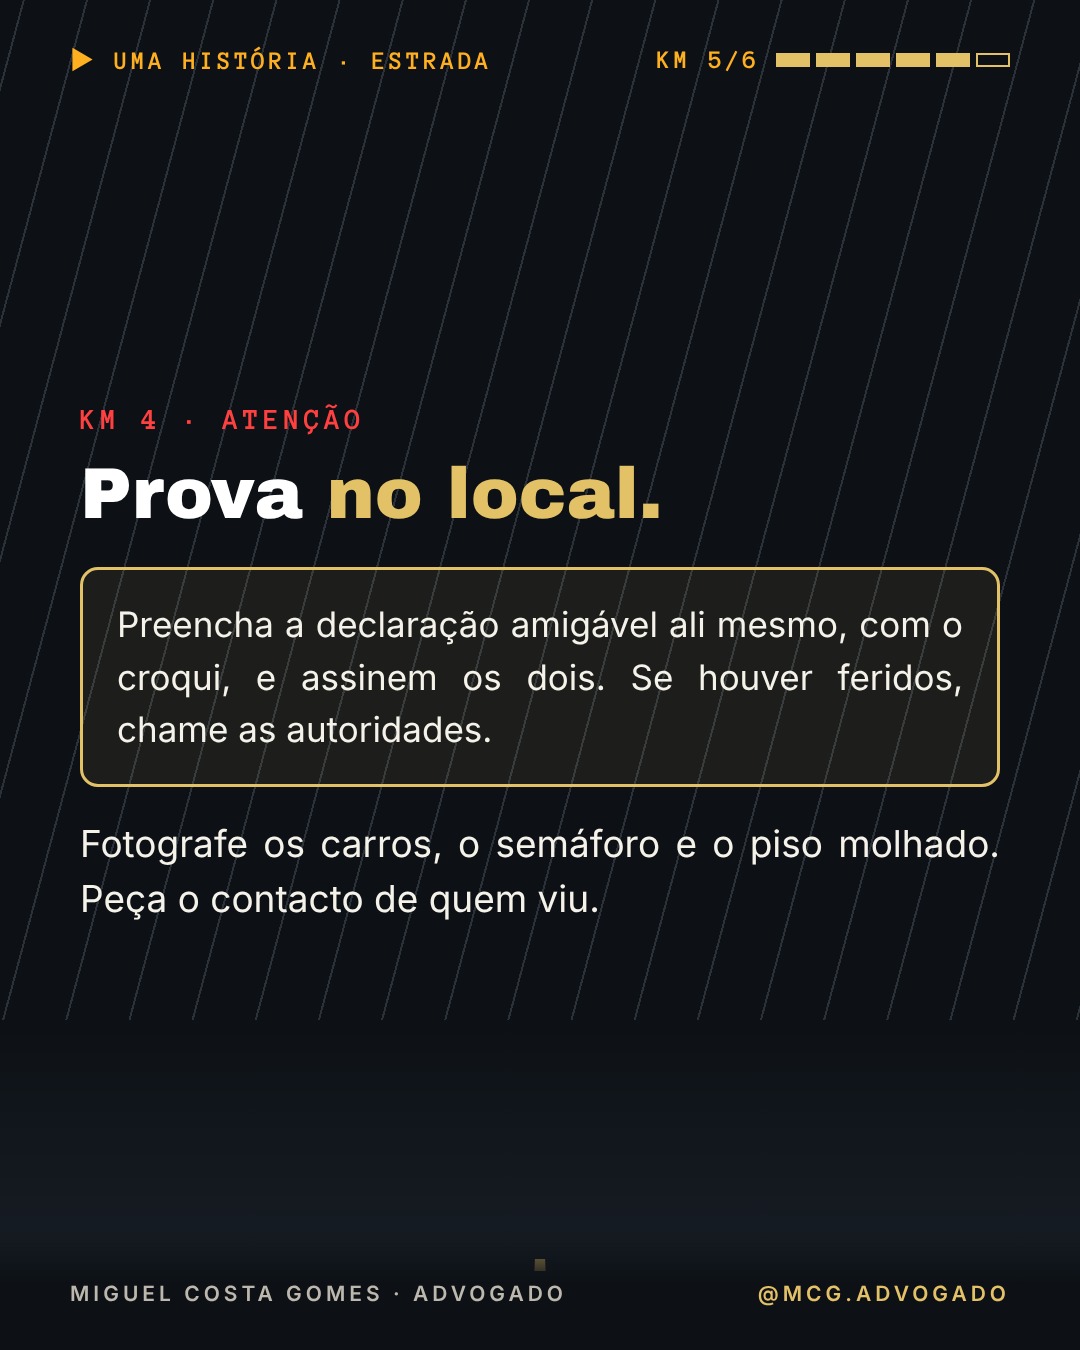 UMA HISTÓRIA · ESTRADA
KM 5/6
KM 4 · ATENÇÃO
Prova no local.
Preencha a declaração amigável ali mesmo, com o
croqui, e assinem os dois. Se houver feridos,
chame as autoridades.
Fotografe os carros, o semáforo e o piso molhado.
Peça o contacto de quem viu.
MIGUEL COSTA GOMES · ADVOGADO
@MCG.ADVOGADO